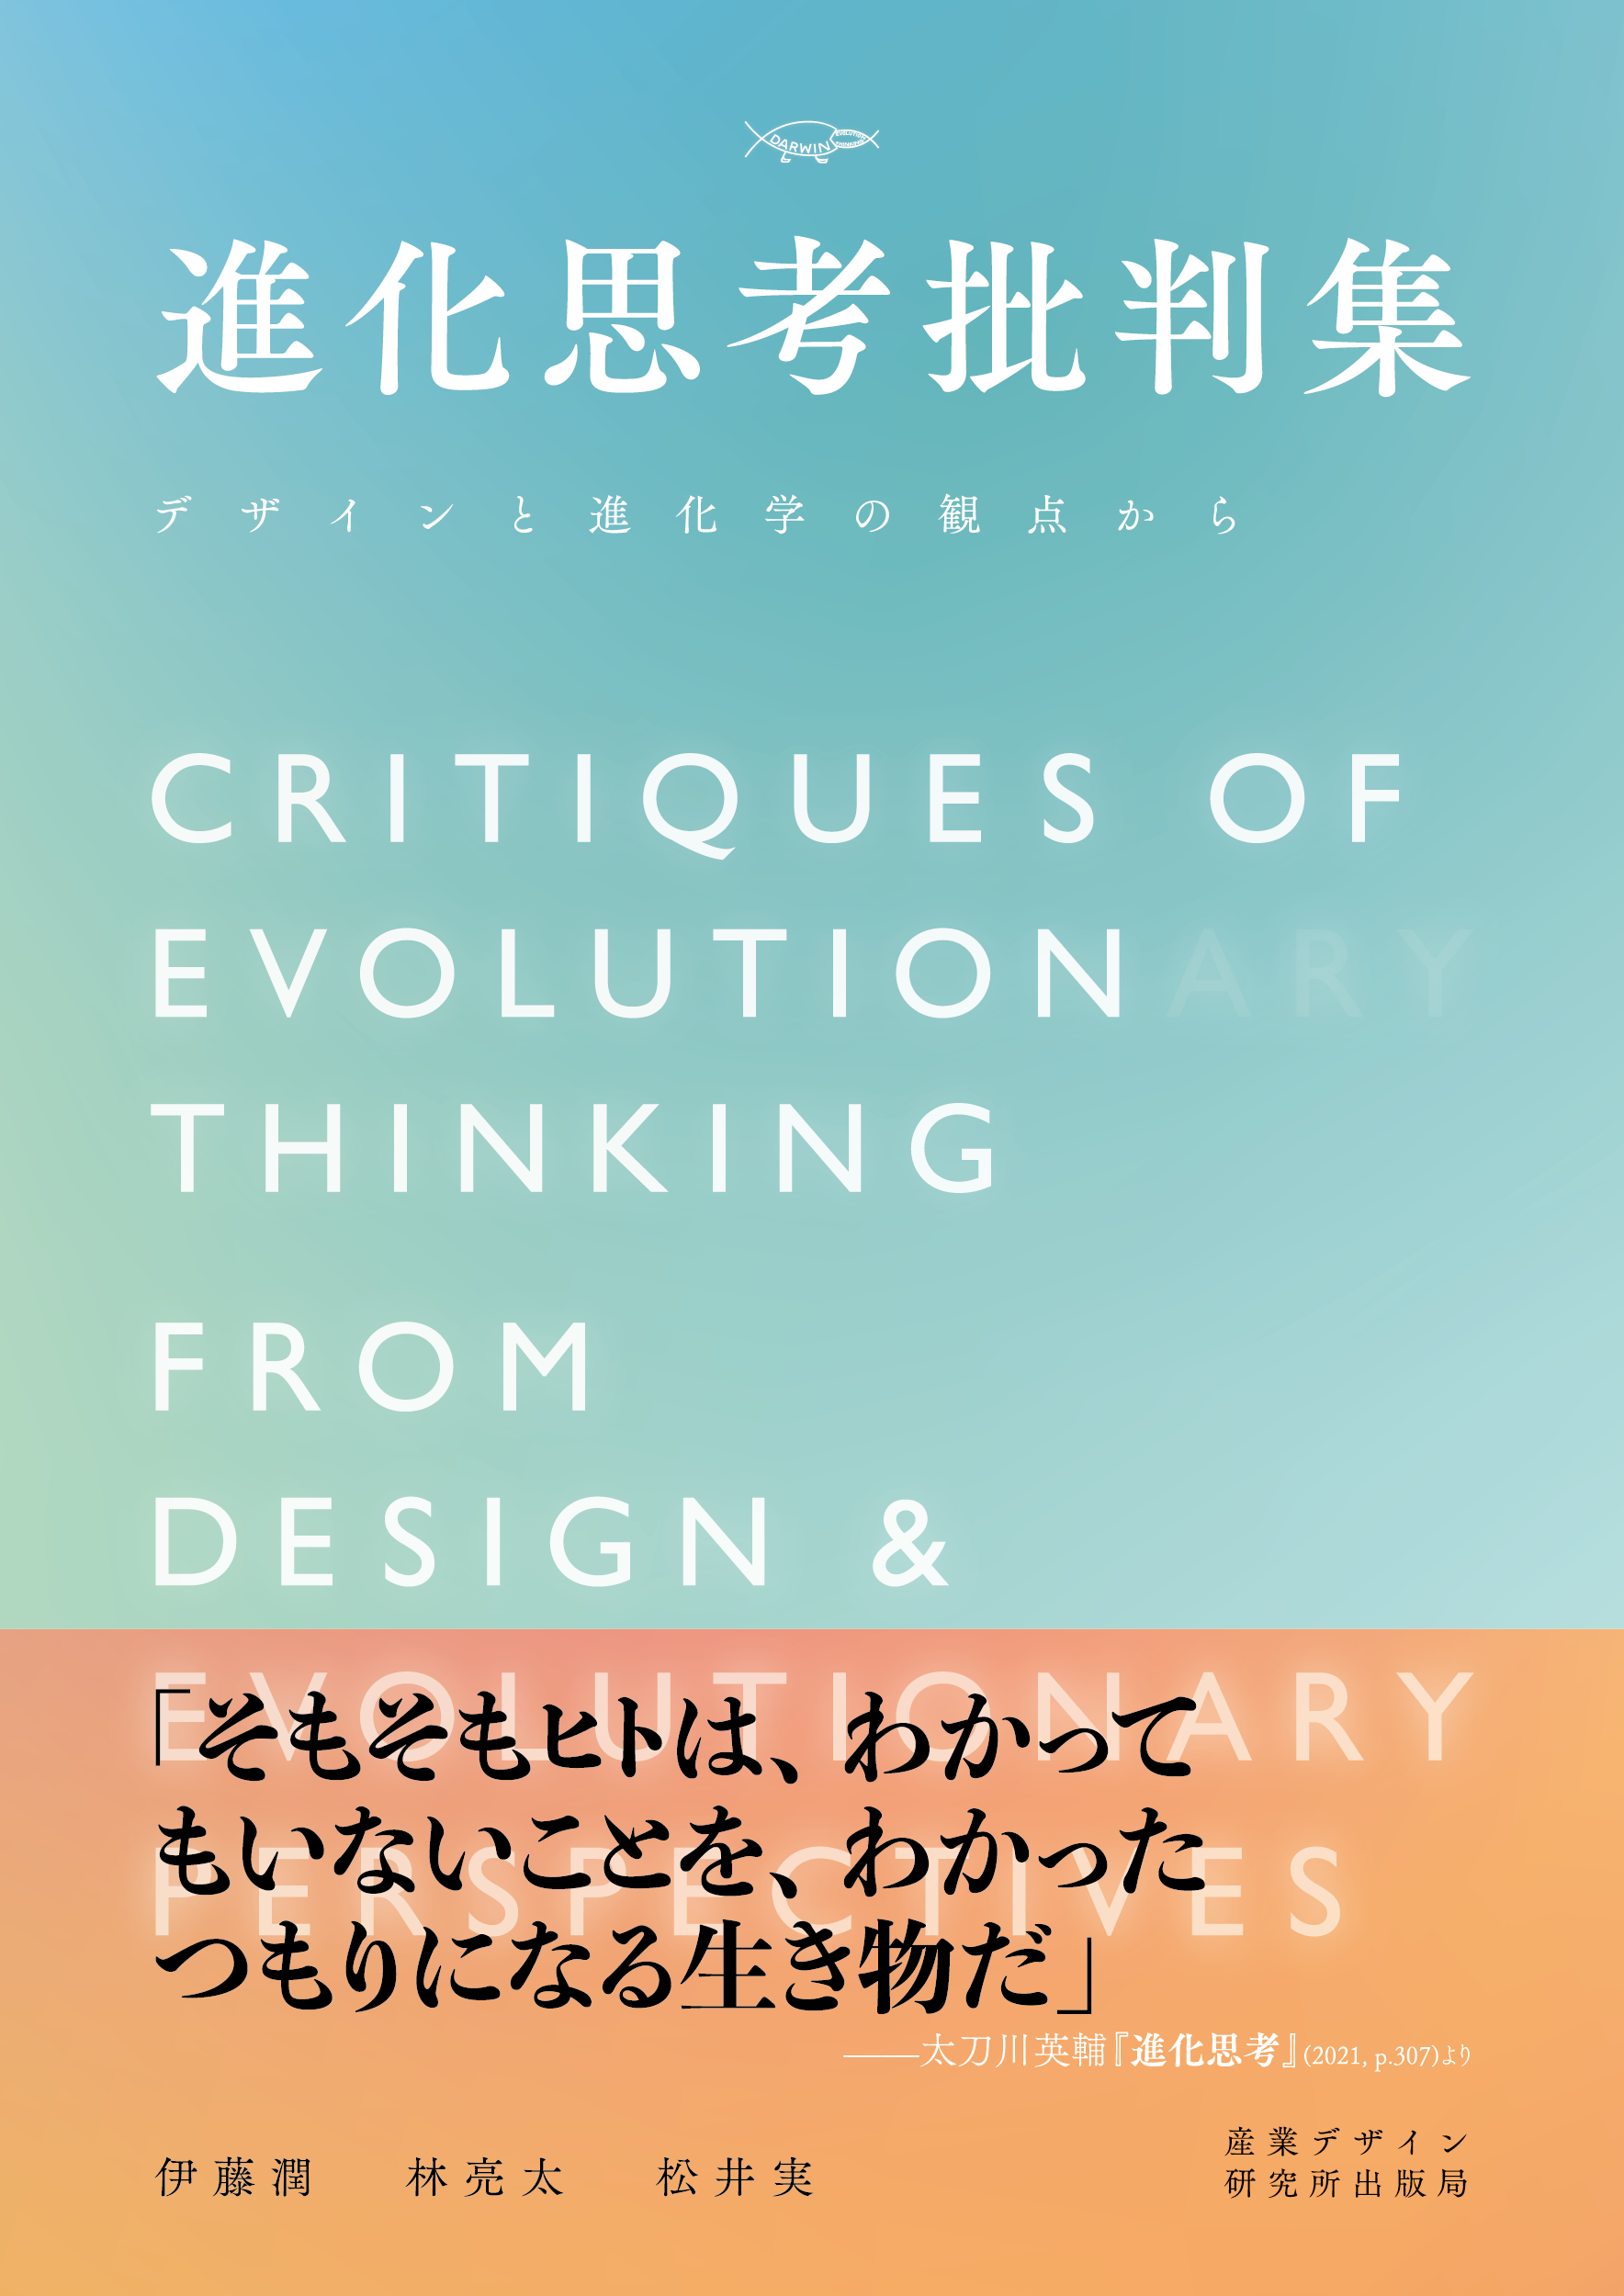 DARWIN
EVOLUTION
THINKING
進化思考批判集
デザインと進化学の観点から
CRITIQUES OF
EVOLUTIONARY
THINKING
FROM
DESIGN &
EVOLUTIONARY
PERSPECTIVES
「そもそもヒトは、わかって
もいないことを、わかった
つもりになる生き物だ」
――太刀川英輔『進化思考』(2021, p.307)より
伊藤潤 林亮太 松井実
産業デザイン
研究所出版局